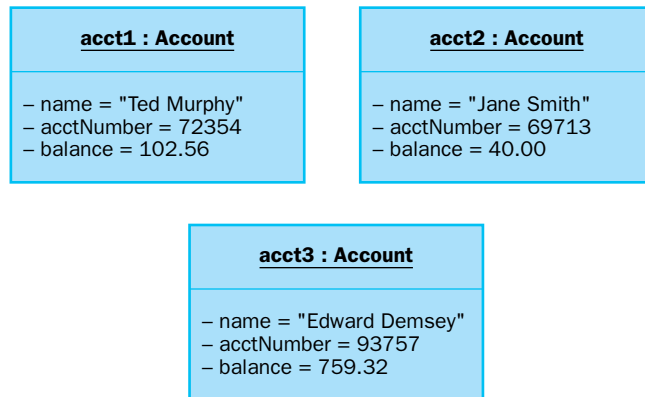 acct1 : Account
– name = "Ted Murphy"
– acctNumber = 72354
– balance = 102.56
acct2 : Account
– name = "Jane Smith"
– acctNumber = 69713
– balance = 40.00
acct3 : Account
– name = "Edward Demsey"
– acctNumber = 93757
– balance = 759.32